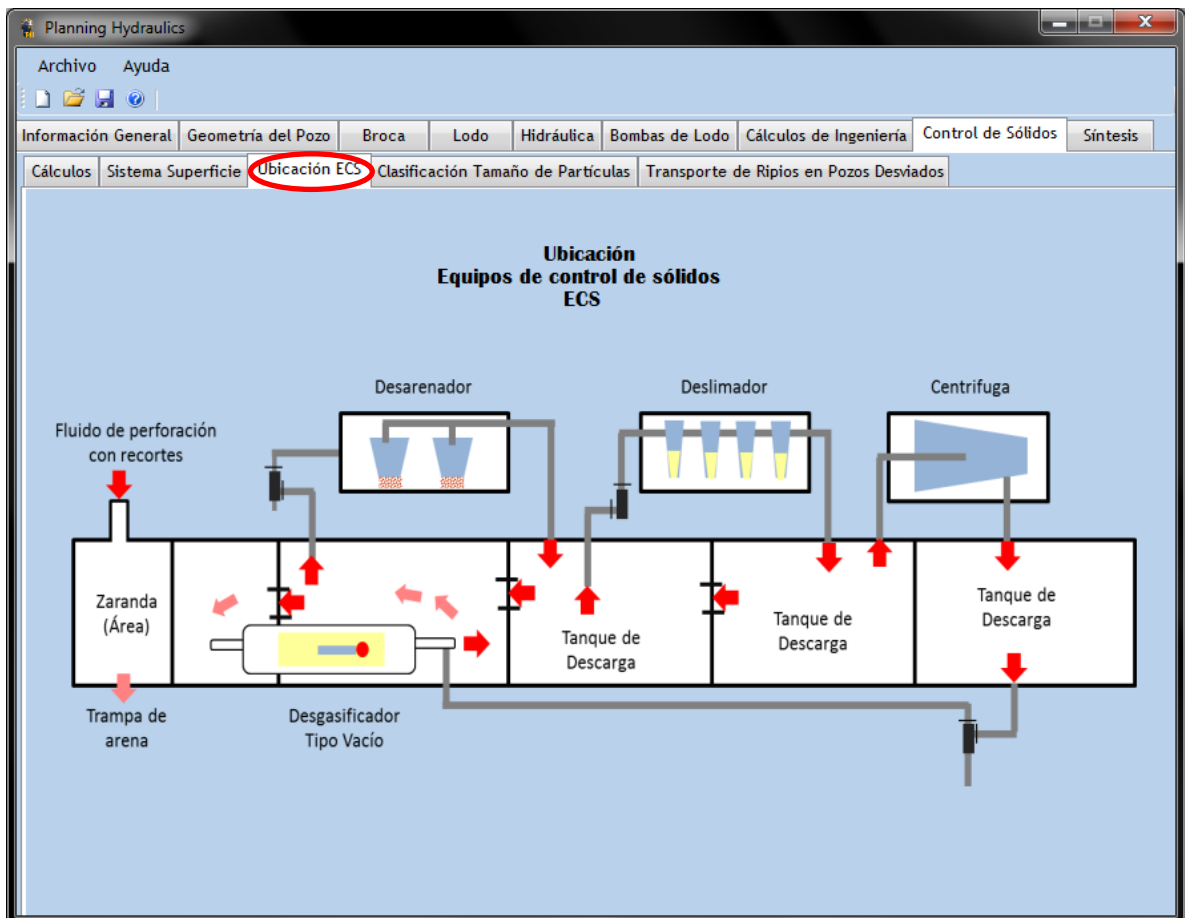 Planning Hydraulics
Archivo Ayuda
Información General Geometría del Pozo Broca Lodo Hidráulica Bombas de Lodo Cálculos de Ingeniería Control de Sólidos Síntesis
Cálculos Sistema Superficie Ubicación ECS Clasificación Tamaño de Partículas Transporte de Ripios en Pozos Desviados
Ubicación
Equipos de control de sólidos
ECS
Desarenador Deslimador Centrifuga
Fluido de perforación
con recortes
Zaranda
(Área)
Tanque de
Descarga
Tanque de
Descarga
Tanque de
Descarga
Trampa de
arena
Desgasificador
Tipo Vacío